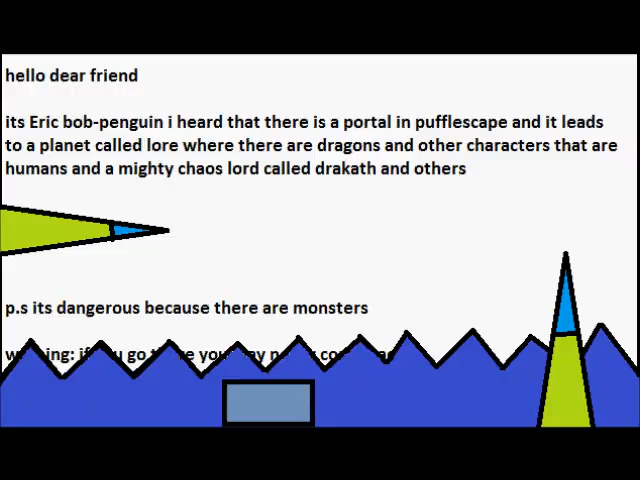 hello dear friend
its Eric bob-penguin i heard that there is a portal in pufflescape and it leads
to a planet called lore where there are dragons and other characters that are
humans and a mighty chaos lord called drakath and others
p.s its dangerous because there are monsters
if go